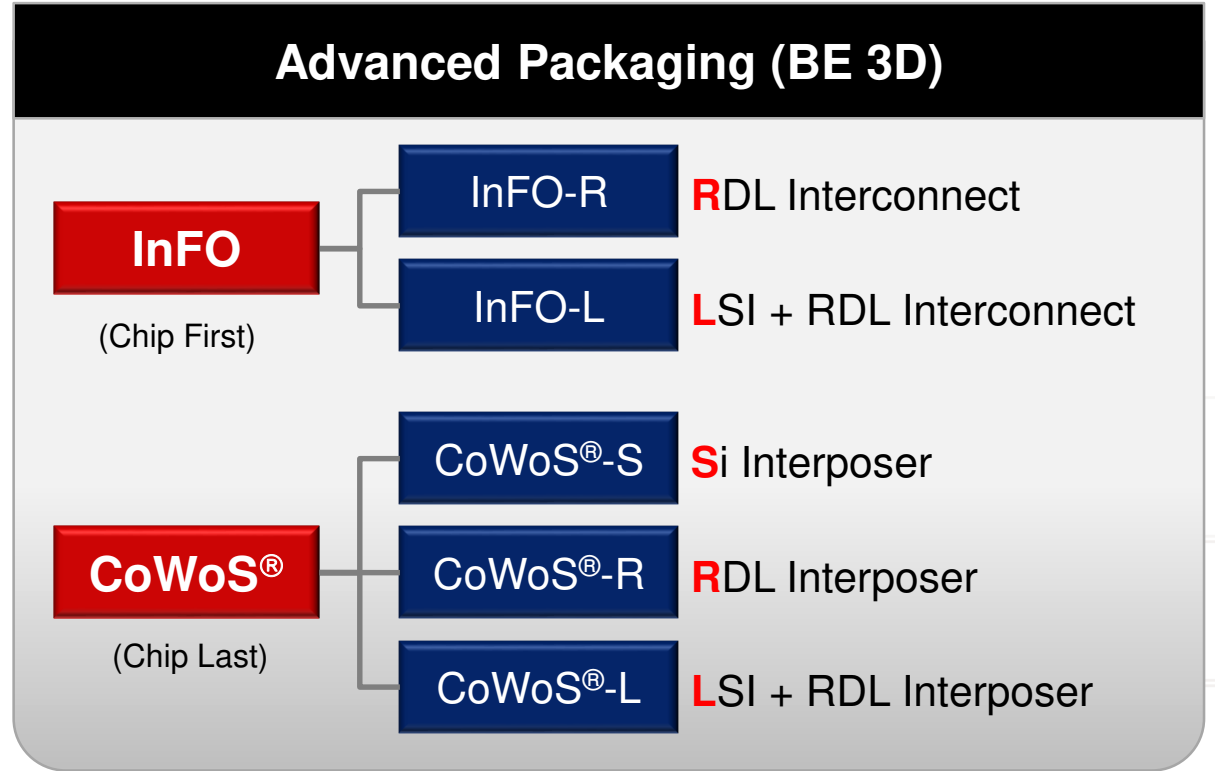 Advanced Packaging (BE 3D)
InFO
(Chip First)
InFO-R
RDL Interconnect
InFO-L
LSI + RDL Interconnect
CoWoS®
(Chip Last)
CoWoS®-S
Si Interposer
CoWoS®-R
RDL Interposer
CoWoS®-L
LSI + RDL Interposer